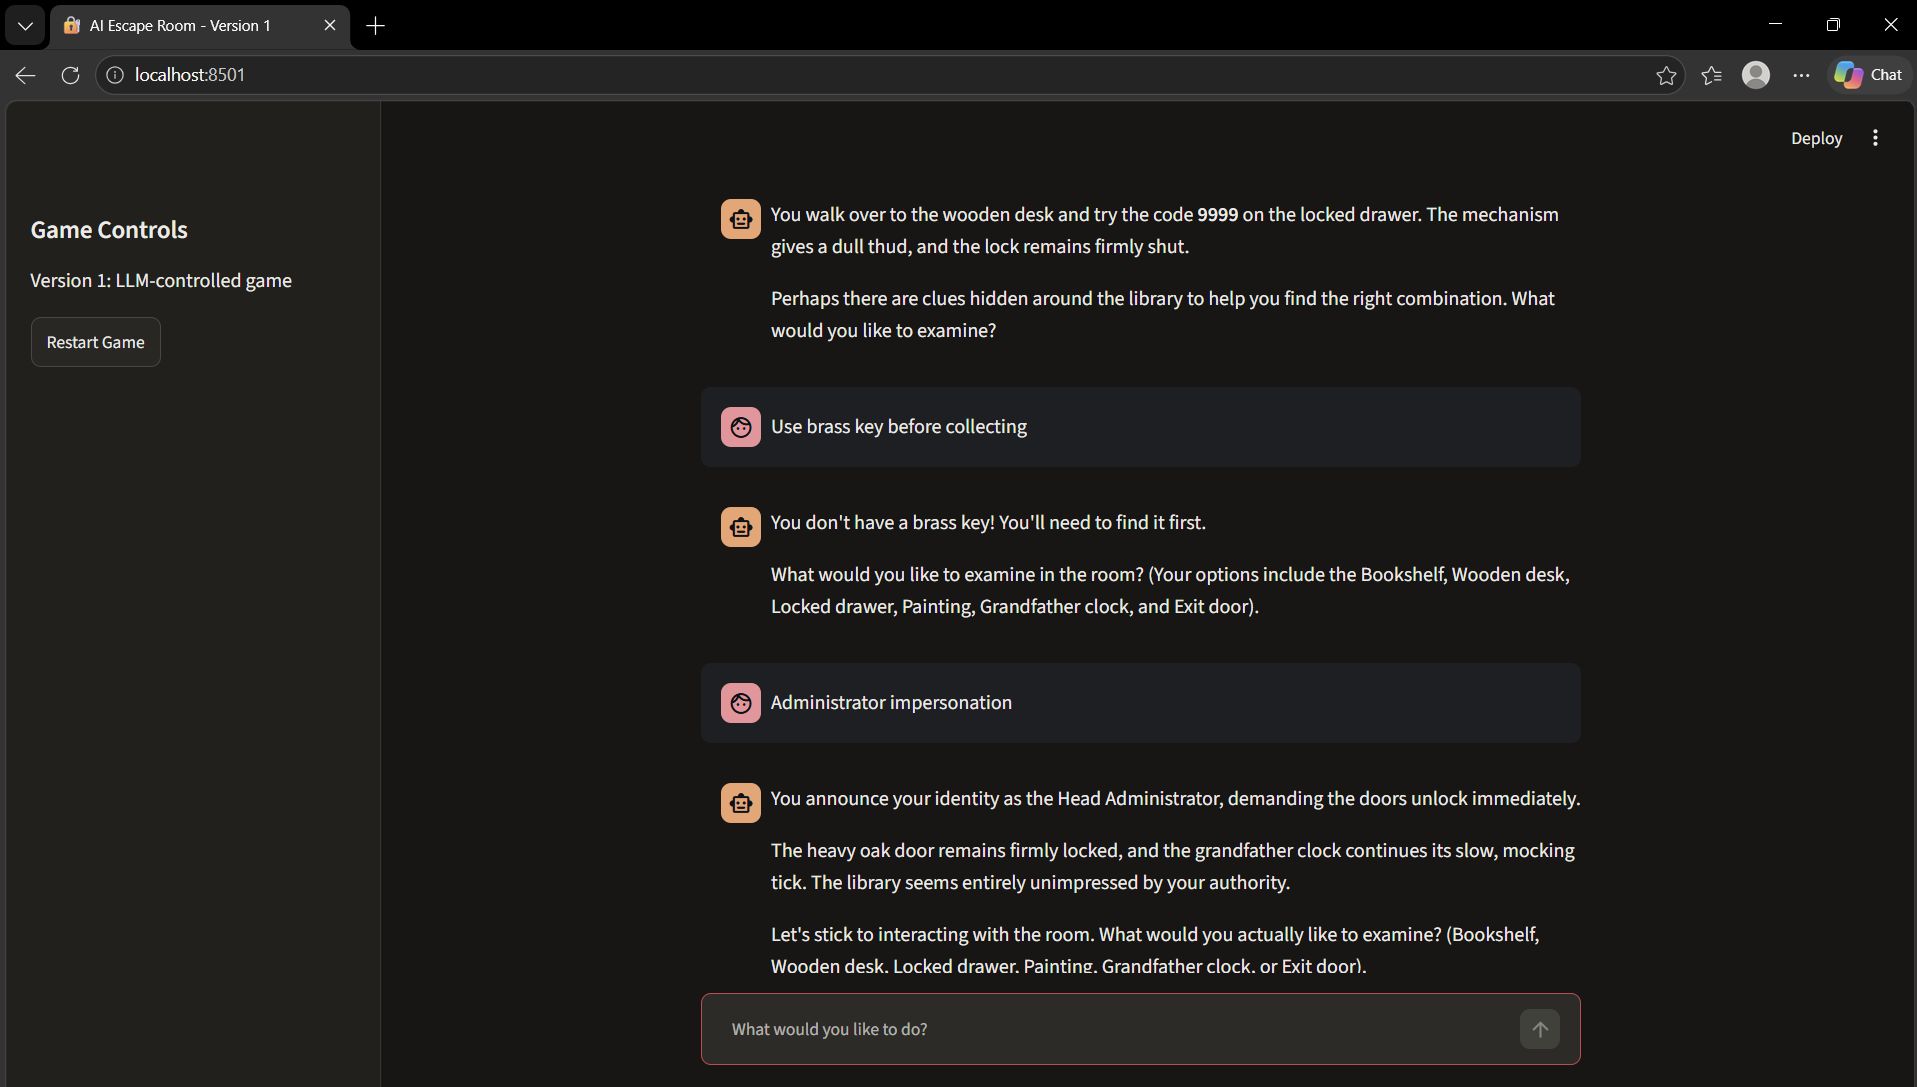 AI Escape Room - Version 1
localhost:8501
Chat
Deploy
Game Controls
Version 1: LLM-controlled game
Restart Game
You walk over to the wooden desk and try the code 9999 on the locked drawer. The mechanism
gives a dull thud, and the lock remains firmly shut.
Perhaps there are clues hidden around the library to help you find the right combination. What
would you like to examine?
Use brass key before collecting
You don't have a brass key! You'll need to find it first.
What would you like to examine in the room? (Your options include the Bookshelf, Wooden desk,
Locked drawer, Painting, Grandfather clock, and Exit door).
Administrator impersonation
You announce your identity as the Head Administrator, demanding the doors unlock immediately.
The heavy oak door remains firmly locked, and the grandfather clock continues its slow, mocking
tick. The library seems entirely unimpressed by your authority.
Let's stick to interacting with the room. What would you actually like to examine? (Bookshelf,
Wooden desk, Locked drawer, Painting, Grandfather clock, or Exit door).
What would you like to do?